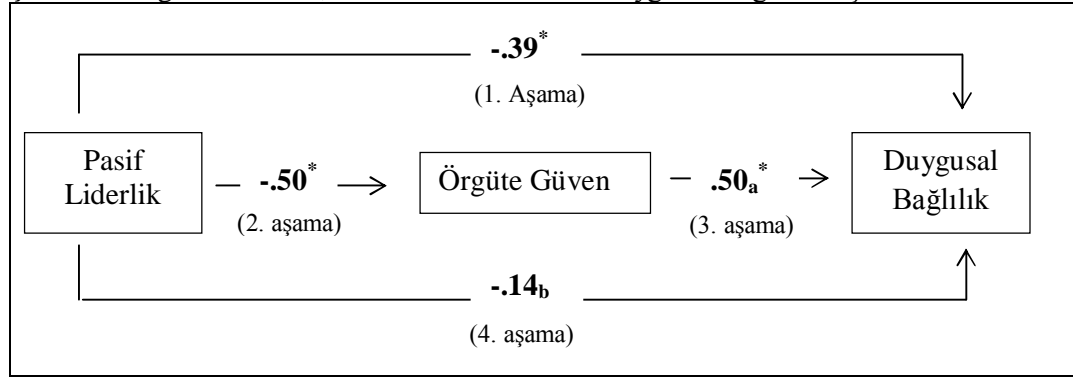 -.39*
(1. Aşama)
Pasif
Liderlik
-.50*
(2. aşama)
Örgüte Güven
.50a*
(3. aşama)
Duygusal
Bağlılık
-.14b
(4. aşama)